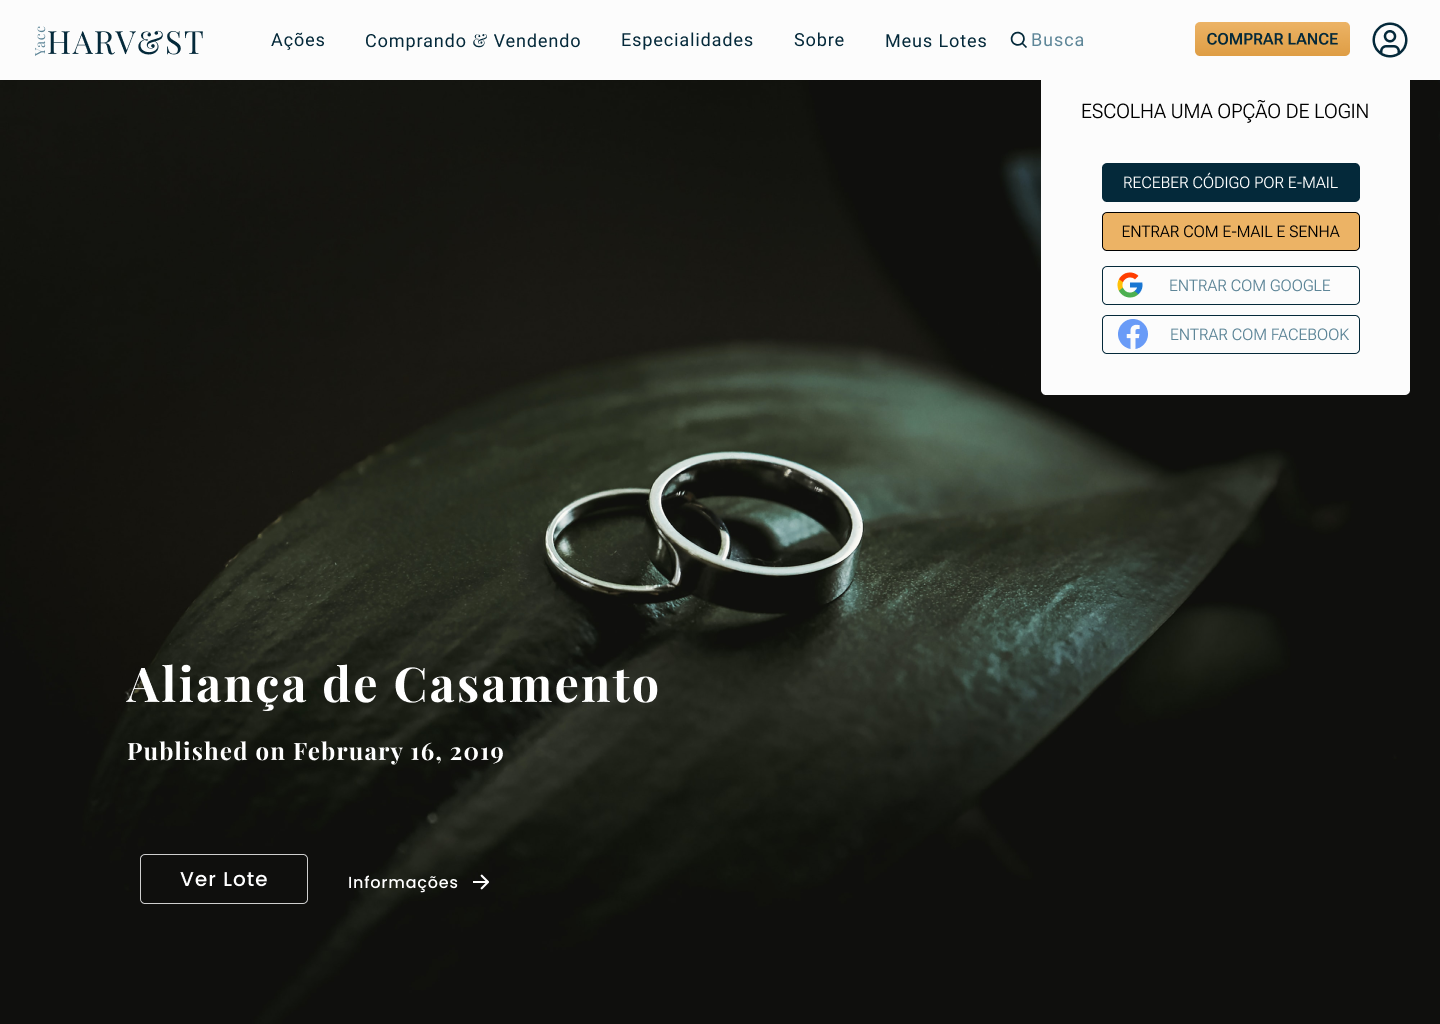 Yacc
HARV&ST
Ações
Comprando & Vendendo
Especialidades
Sobre
Meus Lotes
Busca
COMPRAR LANCE
ESCOLHA UMA OPÇÃO DE LOGIN
RECEBER CÓDIGO POR E-MAIL
ENTRAR COM E-MAIL E SENHA
ENTRAR COM GOOGLE
ENTRAR COM FACEBOOK
Aliança de Casamento
Published on February 16, 2019
Ver Lote
Informações